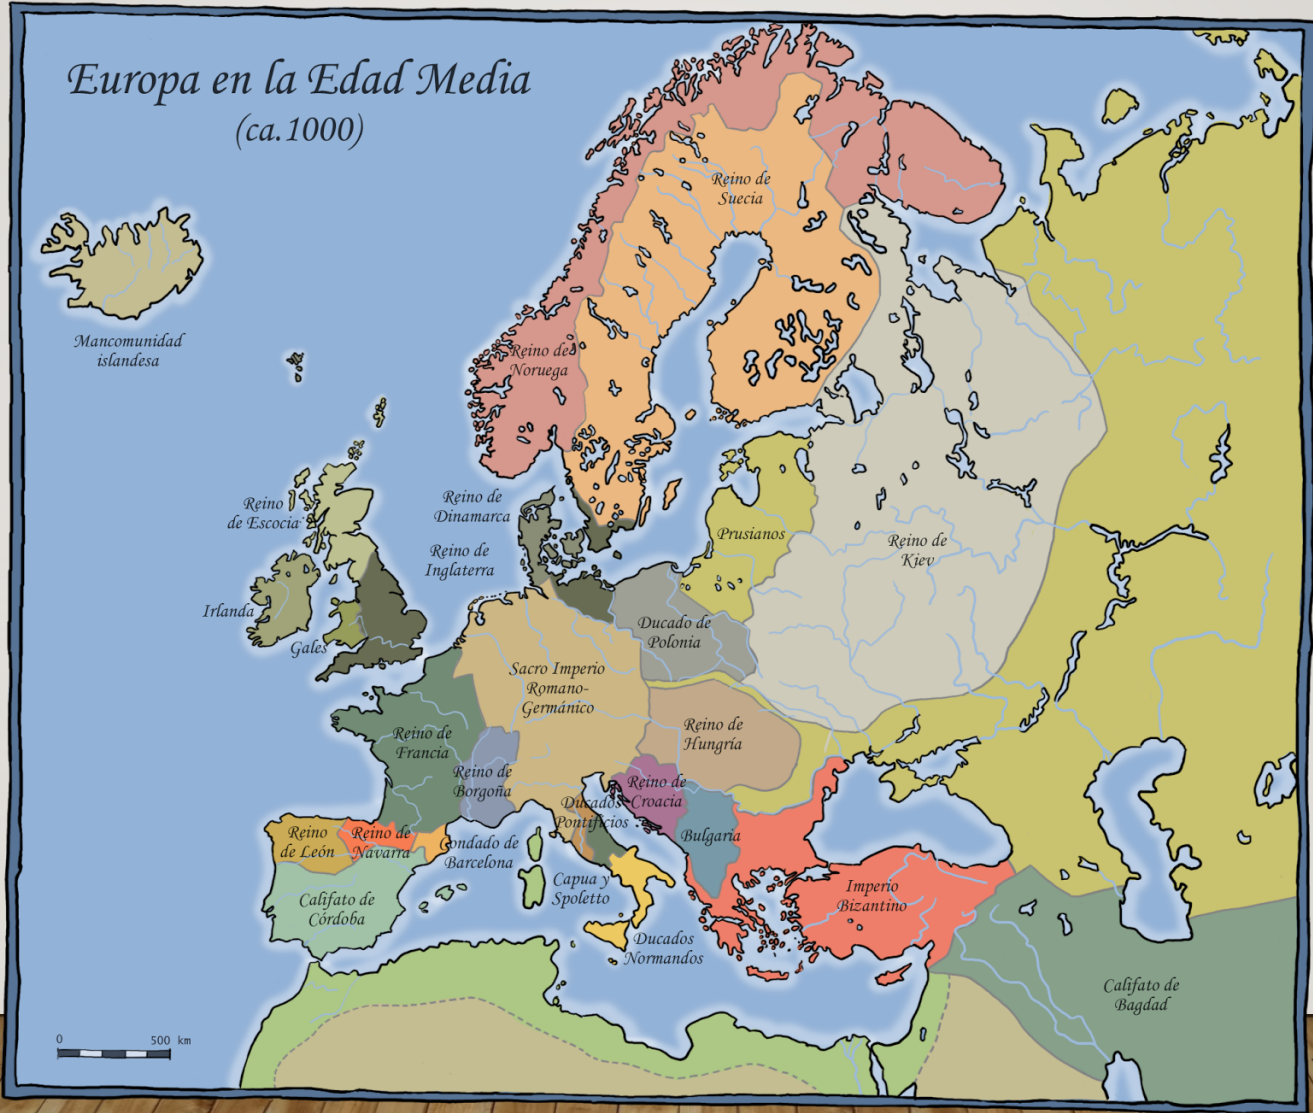 Europa en la Edad Media
(ca.1000)
Reino de
Suecia
Mancomunidad
islandesa
Reino de
Noruega
Reino
de Escocia
Reino de
Dinamarca
Reino de
Inglaterra
Prusianos
Reino de
Kiev
Irlanda
Gales
Ducado de
Polonia
Sacro Imperio
Romano-
Germánico
Reino de
Francia
Reino de
Hungría
Reino de
Borgoña
Reino de
Croacia
Ducados
Pontificios
Bulgaria
Reino
de León
Reino de
Navarra
Condado de
Barcelona
Capua y
Spoletto
Imperio
Bizantino
Califato de
Córdoba
Ducados
Normandos
Califato de
Bagdad
0 500 km